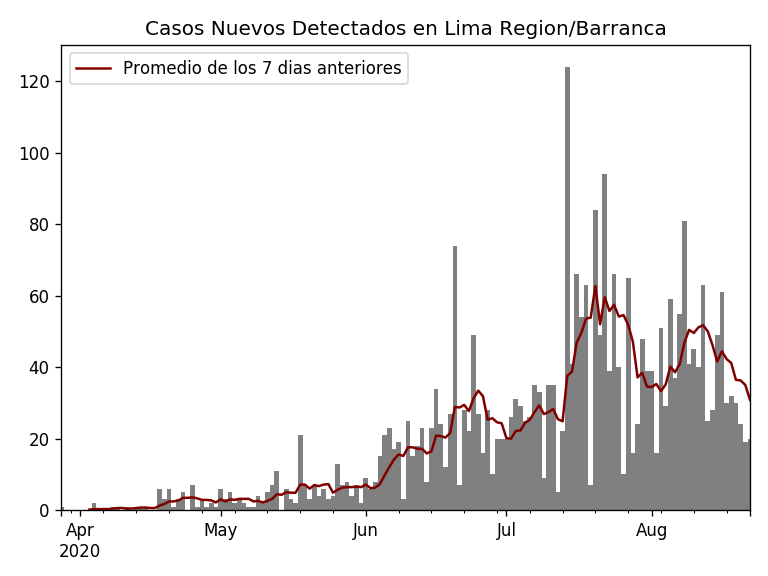 Casos Nuevos Detectados en Lima Region/Barranca
Promedio de los 7 dias anteriores
120
100
80
60
40
20
0
Apr May Jun Jul Aug
2020